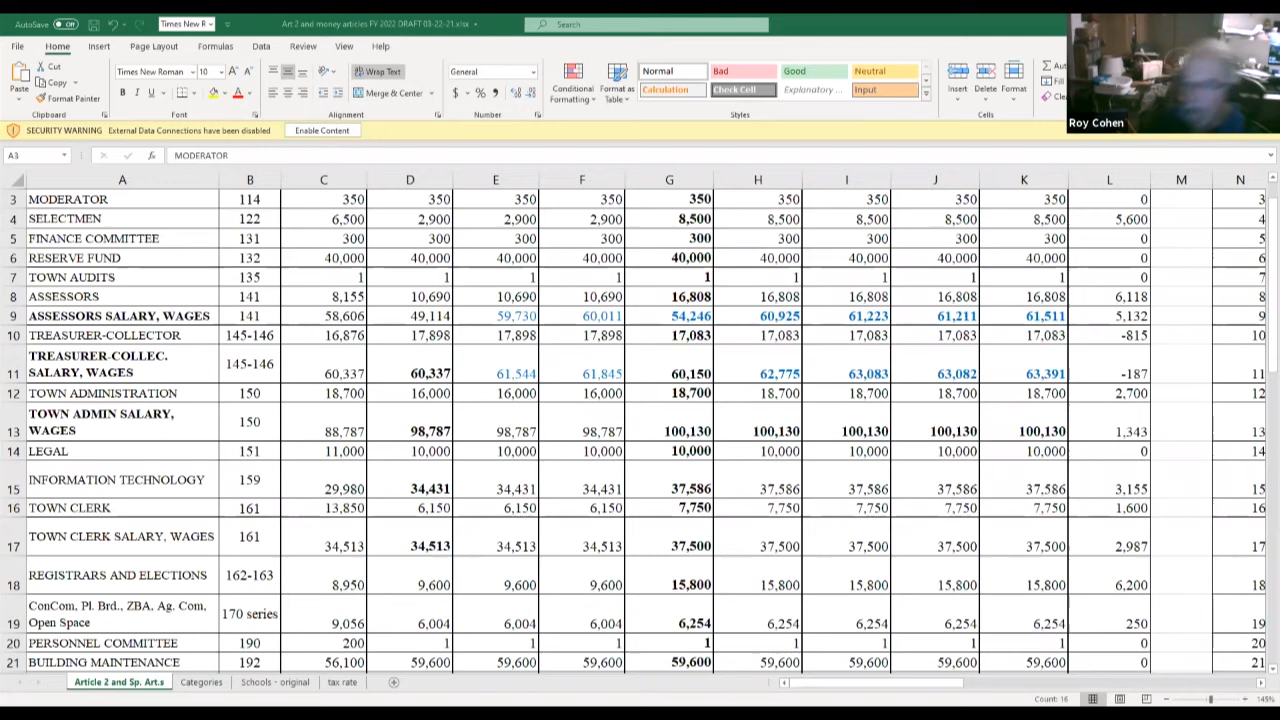 AutoSave Off Times New R Art 2 and money articles FY 2022 DRAFT 03-22-21.xlsx Search
File Home Insert Page Layout Formulas Data Review View Help
Cut Times New Roman 10 Wrap Text General Normal Bad Good Neutral
Copy Merge & Center Calculation Check Cell Explanatory ... Input
Paste Format Painter B I U Conditional Formatting Format as Table Insert Delete Format
Clipboard Font Alignment Number Styles Cells
Roy Cohen
SECURITY WARNING External Data Connections have been disabled Enable Content
A3 fx MODERATOR
A B C D E F G H I J K L M N
3 MODERATOR 114 350 350 350 350 350 350 350 350 350 0 3
4 SELECTMEN 122 6,500 2,900 2,900 2,900 8,500 8,500 8,500 8,500 8,500 5,600 4
5 FINANCE COMMITTEE 131 300 300 300 300 300 300 300 300 300 0 5
6 RESERVE FUND 132 40,000 40,000 40,000 40,000 40,000 40,000 40,000 40,000 40,000 0 6
7 TOWN AUDITS 135 1 1 1 1 1 1 1 1 1 0 7
8 ASSESSORS 141 8,155 10,690 10,690 10,690 16,808 16,808 16,808 16,808 16,808 6,118 8
9 ASSESSORS SALARY, WAGES 141 58,606 49,114 59,730 60,011 54,246 60,925 61,223 61,211 61,511 5,132 9
10 TREASURER-COLLECTOR 145-146 16,876 17,898 17,898 17,898 17,083 17,083 17,083 17,083 17,083 -815 10
TREASURER-COLLEC.
11 SALARY, WAGES 145-146 60,337 60,337 61,544 61,845 60,150 62,775 63,083 63,082 63,391 -187 11
12 TOWN ADMINISTRATION 150 18,700 16,000 16,000 16,000 18,700 18,700 18,700 18,700 18,700 2,700 12
TOWN ADMIN SALARY,
13 WAGES 150 88,787 98,787 98,787 98,787 100,130 100,130 100,130 100,130 100,130 1,343 13
14 LEGAL 151 11,000 10,000 10,000 10,000 10,000 10,000 10,000 10,000 10,000 0 14
15 INFORMATION TECHNOLOGY 159 29,980 34,431 34,431 34,431 37,586 37,586 37,586 37,586 37,586 3,155 15
16 TOWN CLERK 161 13,850 6,150 6,150 6,150 7,750 7,750 7,750 7,750 7,750 1,600 16
17 TOWN CLERK SALARY, WAGES 161 34,513 34,513 34,513 34,513 37,500 37,500 37,500 37,500 37,500 2,987 17
18 REGISTRARS AND ELECTIONS 162-163 8,950 9,600 9,600 9,600 15,800 15,800 15,800 15,800 15,800 6,200 18
ConCom, Pl. Brd., ZBA, Ag. Com,
19 Open Space 170 series 9,056 6,004 6,004 6,004 6,254 6,254 6,254 6,254 6,254 250 19
20 PERSONNEL COMMITTEE 190 200 1 1 1 1 1 1 1 1 0 20
21 BUILDING MAINTENANCE 192 56,100 59,600 59,600 59,600 59,600 59,600 59,600 59,600 59,600 0 21
Article 2 and Sp. Art.s Categories Schools - original tax rate
Count: 16 145%